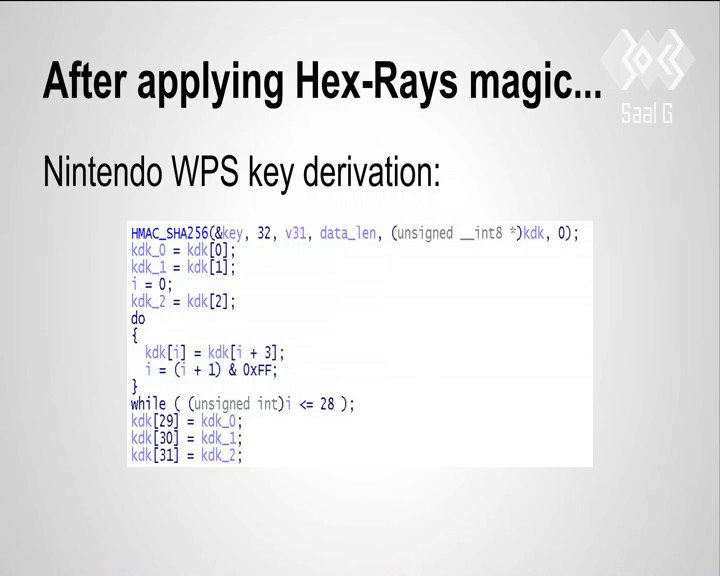 After applying Hex-Rays magic...
Saal G
Nintendo WPS key derivation:
HMAC_SHA256(&key, 32, v31, data_len, (unsigned __int8 *)kdk, 0);
kdk_0 = kdk[0];
kdk_1 = kdk[1];
i = 0;
kdk_2 = kdk[2];
do
{
kdk[i] = kdk[i + 3];
i = (i + 1) & 0xFF;
}
while ( (unsigned int)i <= 28 );
kdk[29] = kdk_0;
kdk[30] = kdk_1;
kdk[31] = kdk_2;